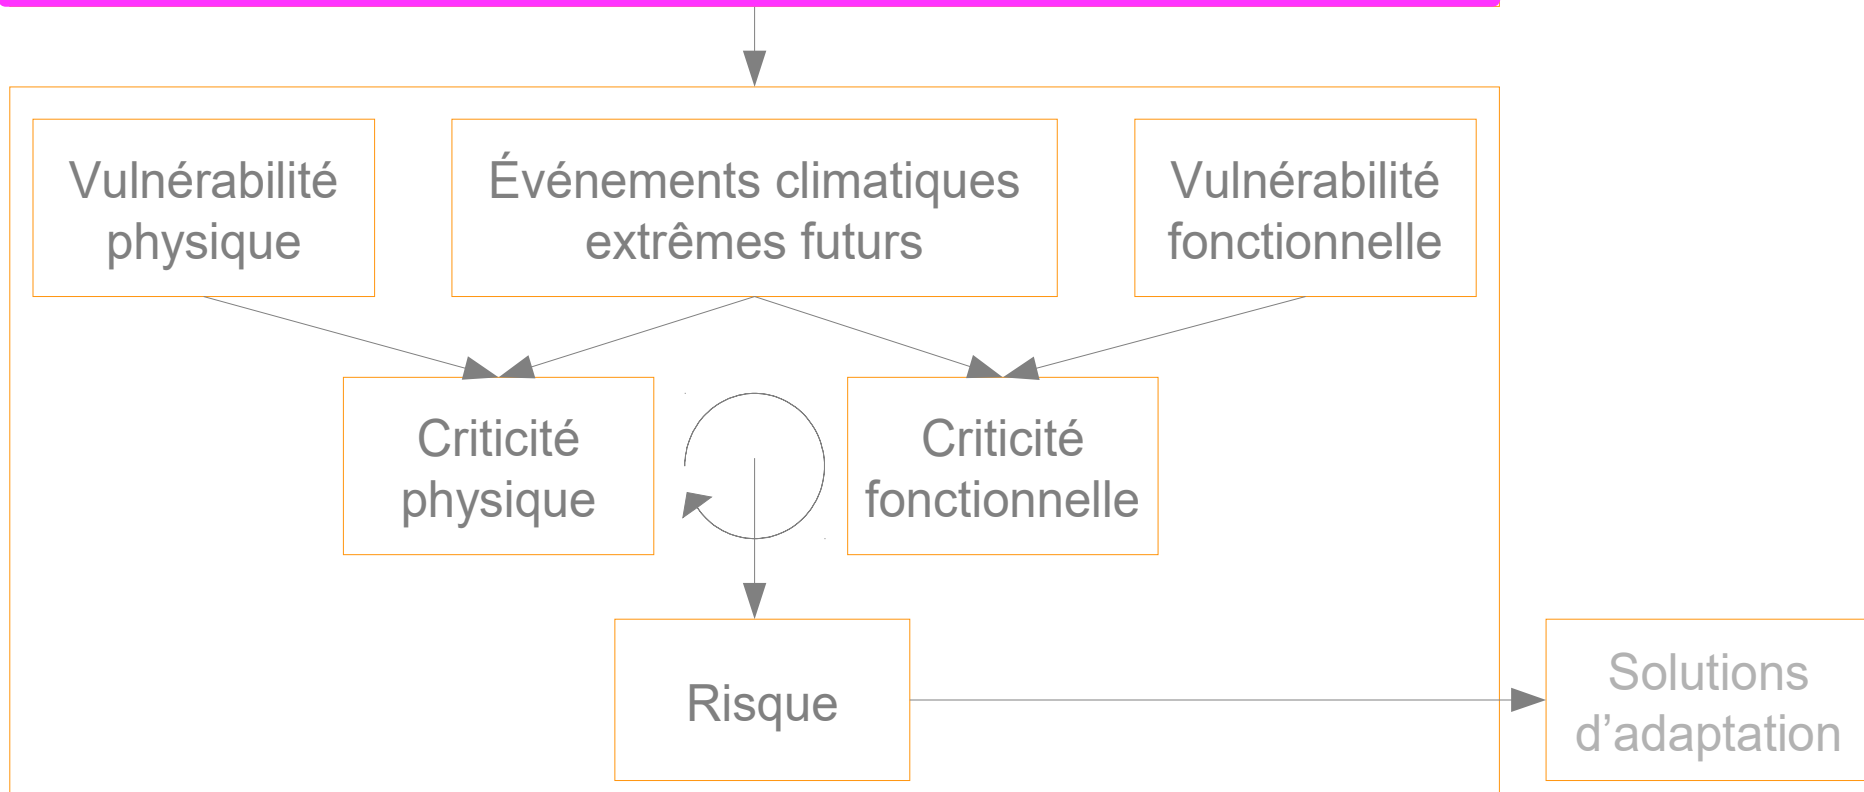 Vulnérabilité
physique
Événements climatiques
extrêmes futurs
Vulnérabilité
fonctionnelle
Criticité
physique
Criticité
fonctionnelle
Risque
Solutions
d’adaptation